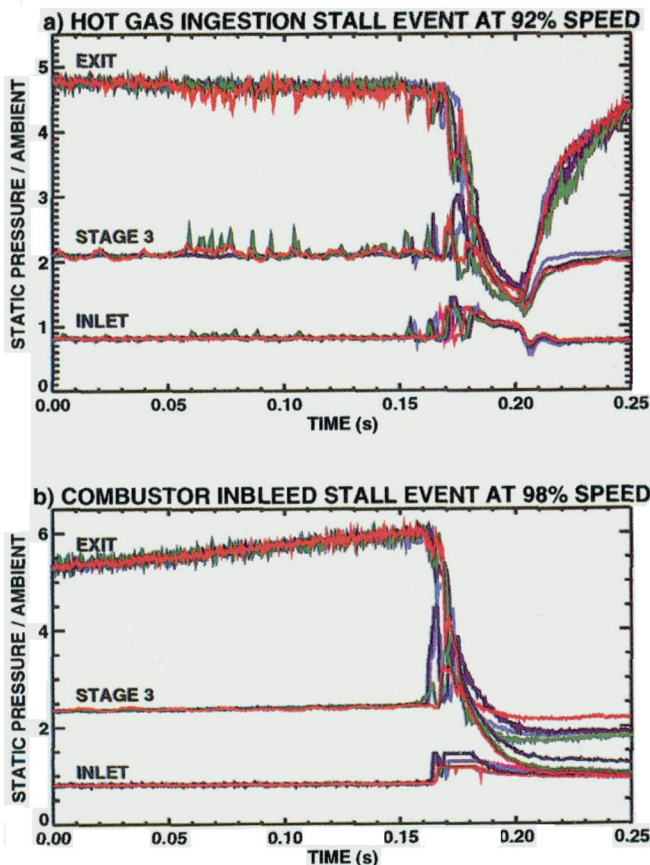 a) HOT GAS INGESTION STALL EVENT AT 92% SPEED
STATIC PRESSURE / AMBIENT
5
4
3
2
1
0
EXIT
STAGE 3
INLET
0.00 0.05 0.10 0.15 0.20 0.25
TIME (s)
b) COMBUSTOR INBLEED STALL EVENT AT 98% SPEED
STATIC PRESSURE / AMBIENT
6
4
2
0
EXIT
STAGE 3
INLET
0.00 0.05 0.10 0.15 0.20 0.25
TIME (s)